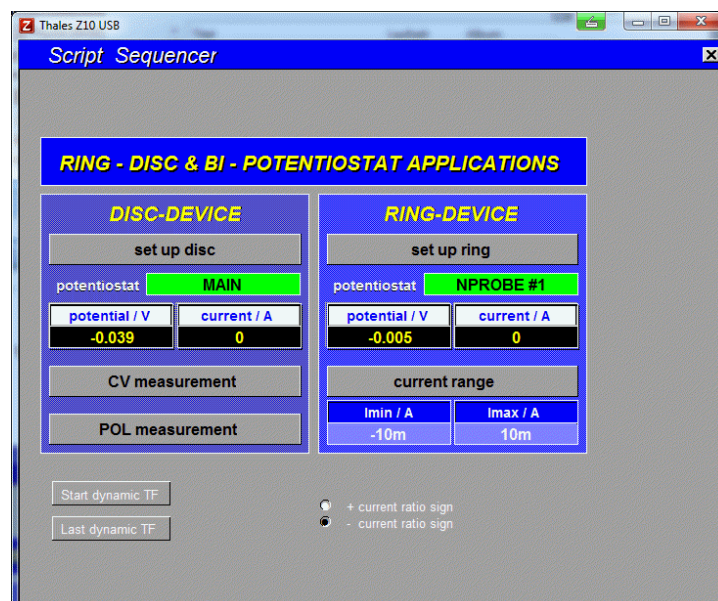 Thales Z10 USB
Script Sequencer
RING - DISC & BI - POTENTIOSTAT APPLICATIONS
DISC-DEVICE
set up disc
potentiostat MAIN
potential / V current / A
-0.039 0
CV measurement
POL measurement
RING-DEVICE
set up ring
potentiostat NPROBE #1
potential / V current / A
-0.005 0
current range
Imin / A Imax / A
-10m 10m
Start dynamic TF
Last dynamic TF
+ current ratio sign
- current ratio sign